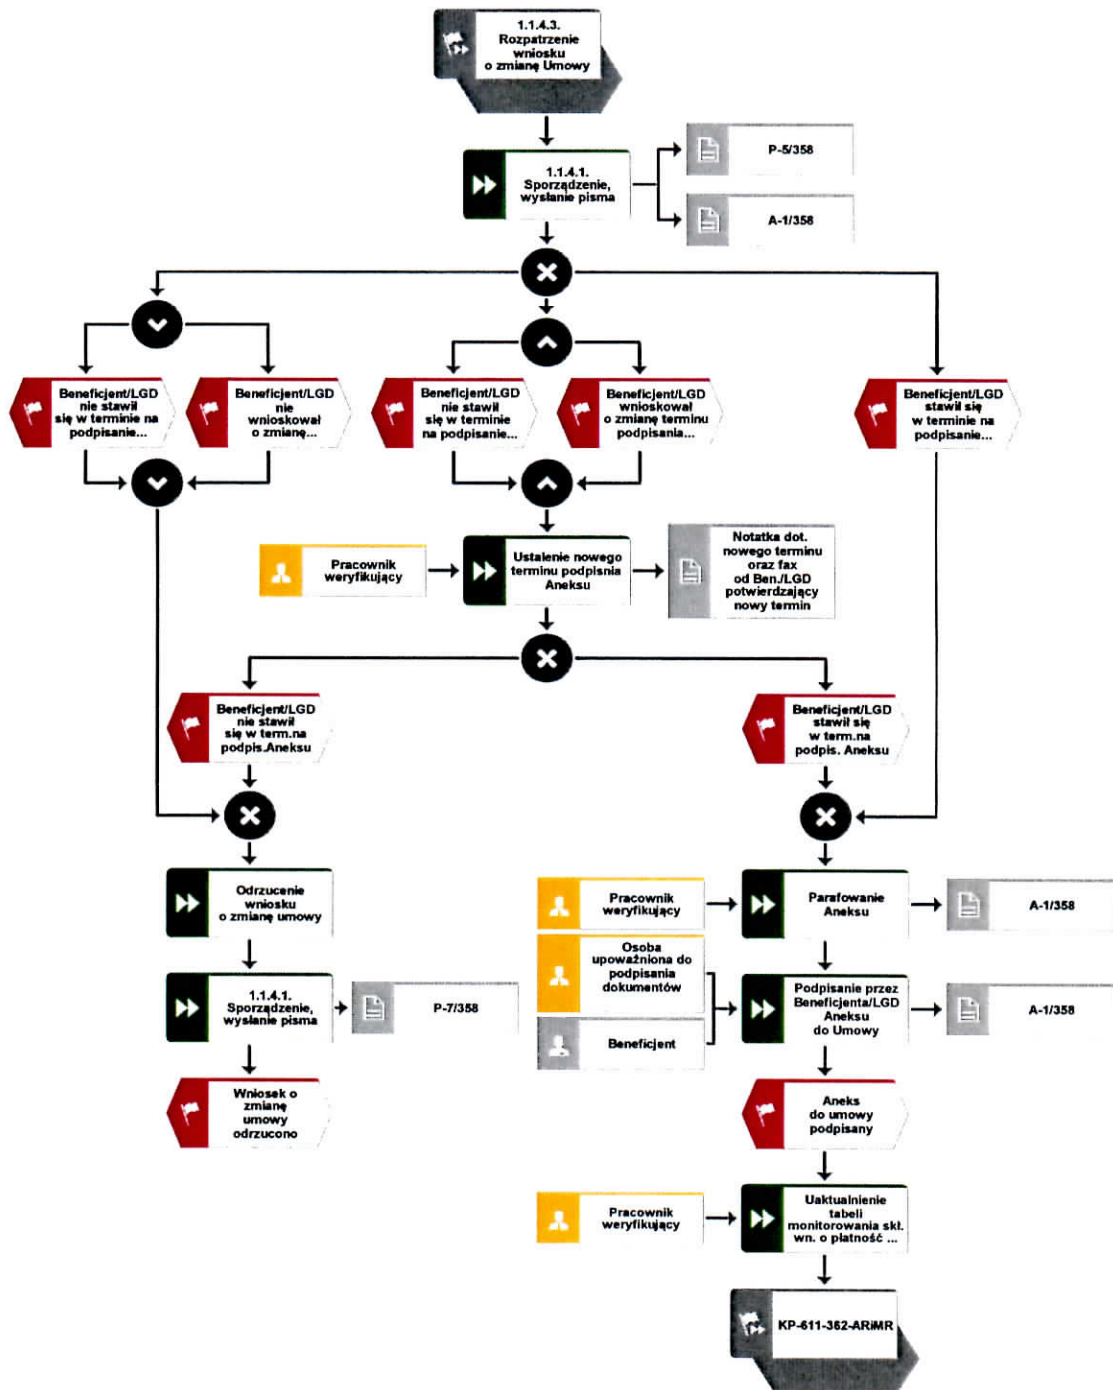 1.1.4.3.
Rozpatrzenie
wniosku
o zmianę Umowy
1.1.4.1.
Sporządzenie,
wysłanie pisma
P-5/358
A-1/358
Beneficjent/LGD
nie stawił
się w terminie na
podpisanie...
Beneficjent/LGD
nie
wnioskował
o zmianę...
Beneficjent/LGD
nie stawił
się w terminie
na podpisanie...
Beneficjent/LGD
wnioskował
o zmianę terminu
podpisania...
Beneficjent/LGD
stawił się
w terminie na
podpisanie...
Pracownik
weryfikujący
Ustalenie nowego
terminu podpisnia
Aneksu
Notatka dot.
nowego terminu
oraz fax
od Ben./LGD
potwierdzający
nowy termin
Beneficjent/LGD
nie stawił
się w term.na
podpis.Aneksu
Beneficjent/LGD
stawił się
w term.na
podpis. Aneksu
Odrzucenie
wniosku
o zmianę umowy
Pracownik
weryfikujący
Parafowanie
Aneksu
A-1/358
1.1.4.1.
Sporządzenie,
wysłanie pisma
P-7/358
Osoba
upoważniona do
podpisania
dokumentów
Beneficjent
Podpisanie przez
Beneficjenta/LGD
Aneksu
do Umowy
A-1/358
Wniosek o
zmianę
umowy
odrzucono
Aneks
do umowy
podpisany
Pracownik
weryfikujący
Uaktualnienie
tabeli
monitorowania skł.
wn. o płatność ...
KP-611-362-ARiMR